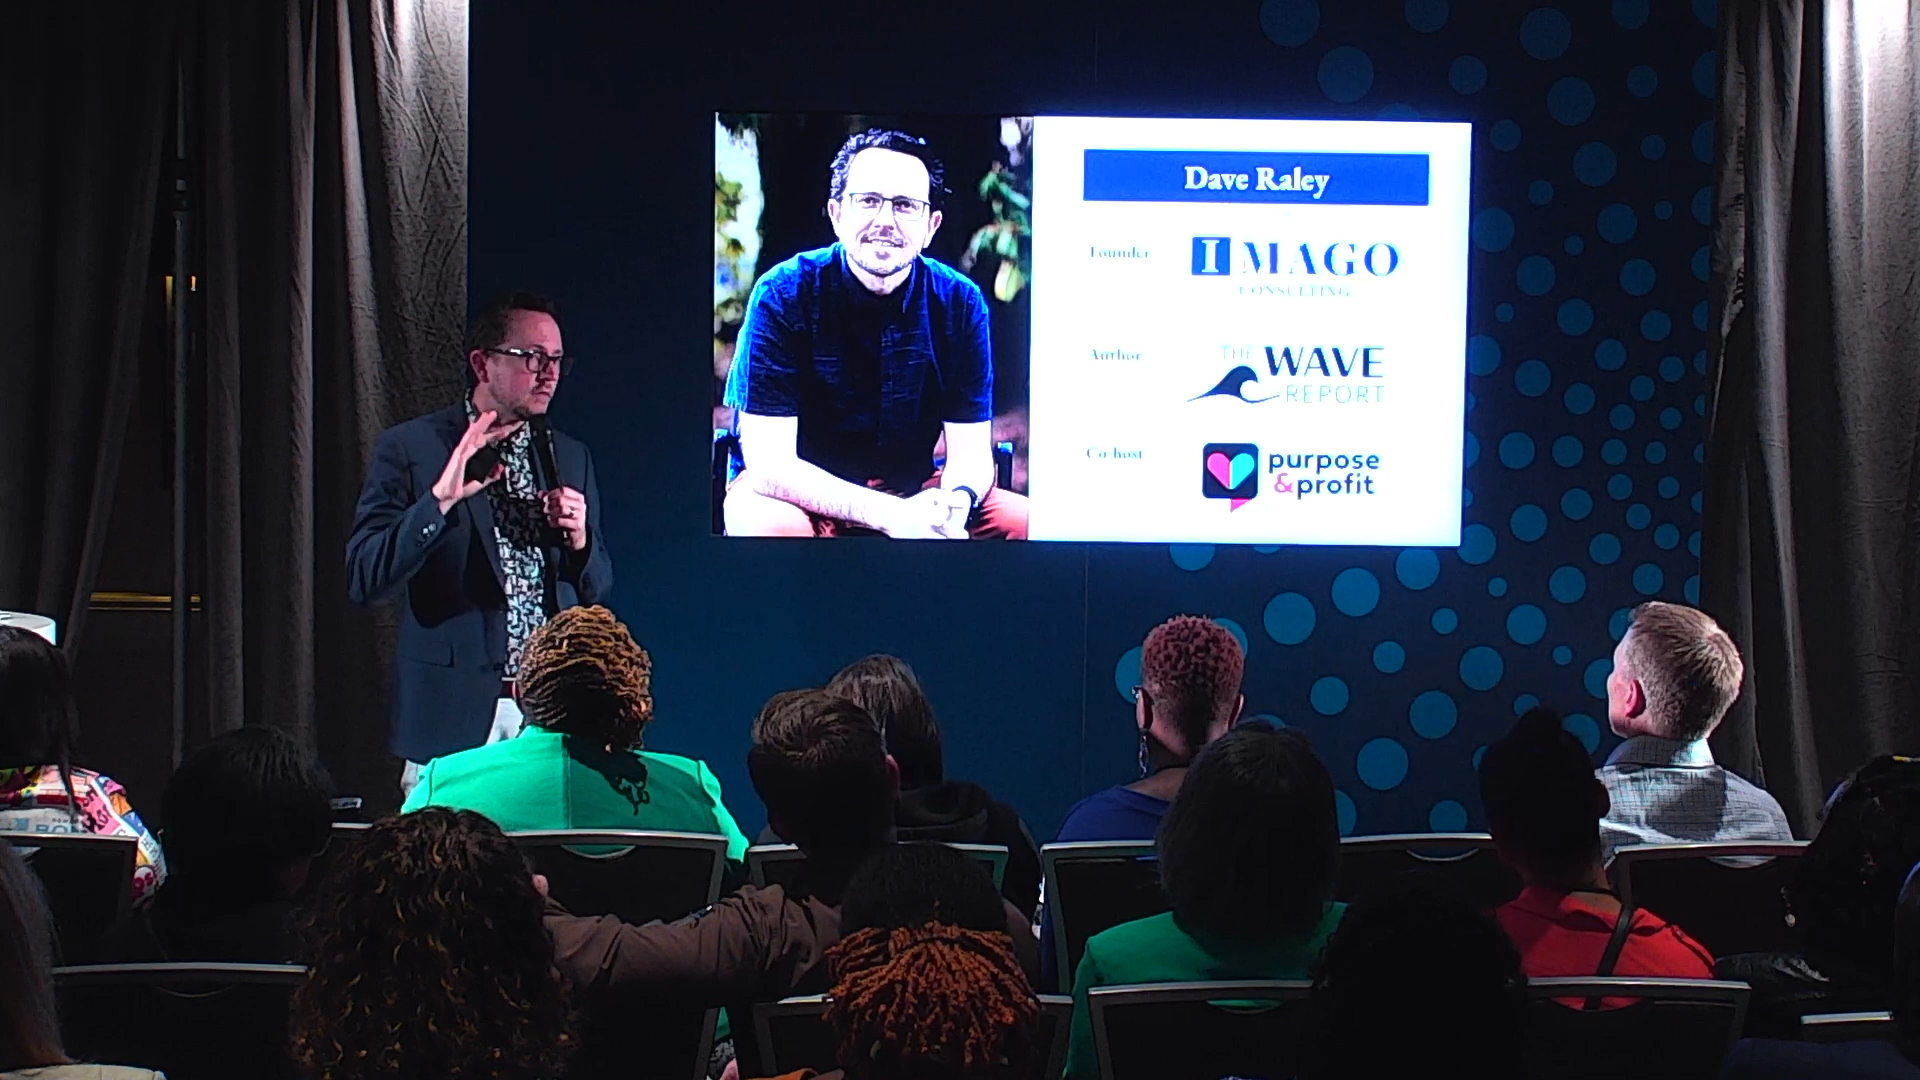 Dave Raley
Founder
IMAGO
CONSULTING
Author
THE
WAVE
REPORT
Co-host
purpose
&profit